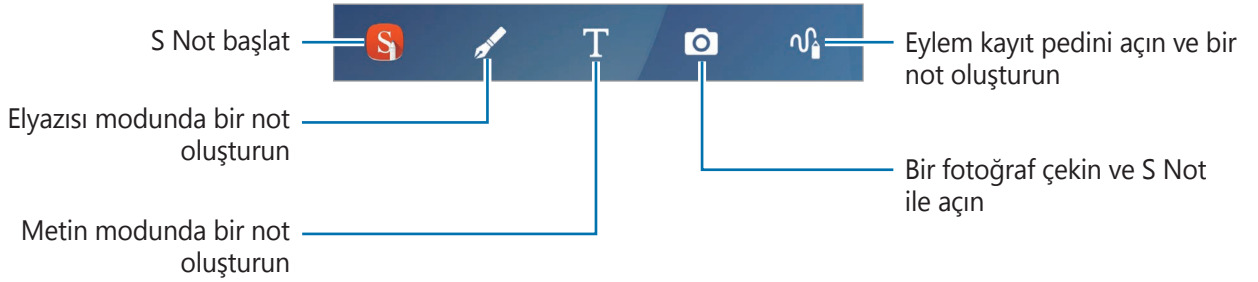 S Not başlat
Elyazısı modunda bir not
oluşturun
Metin modunda bir not
oluşturun
S
T
Eylem kayıt pedini açın ve bir
not oluşturun
Bir fotoğraf çekin ve S Not
ile açın